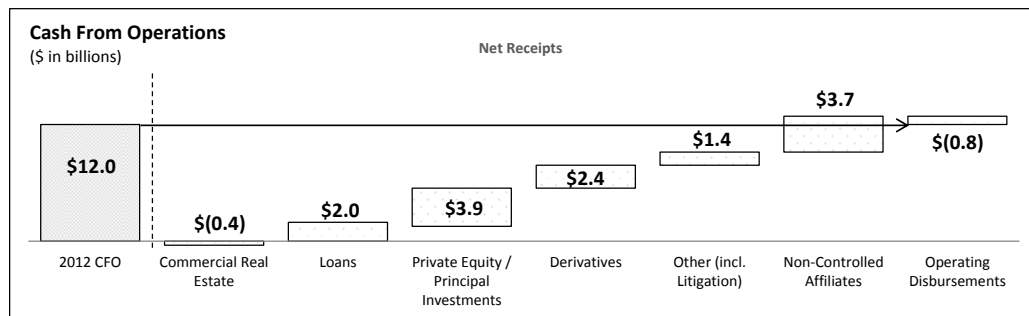 Cash From Operations
($ in billions)
Net Receipts
$12.0
$(0.4)
$2.0
$3.9
$2.4
$1.4
$3.7
$(0.8)
2012 CFO
Commercial Real
Estate
Loans
Private Equity /
Principal
Investments
Derivatives
Other (incl.
Litigation)
Non-Controlled
Affiliates
Operating
Disbursements